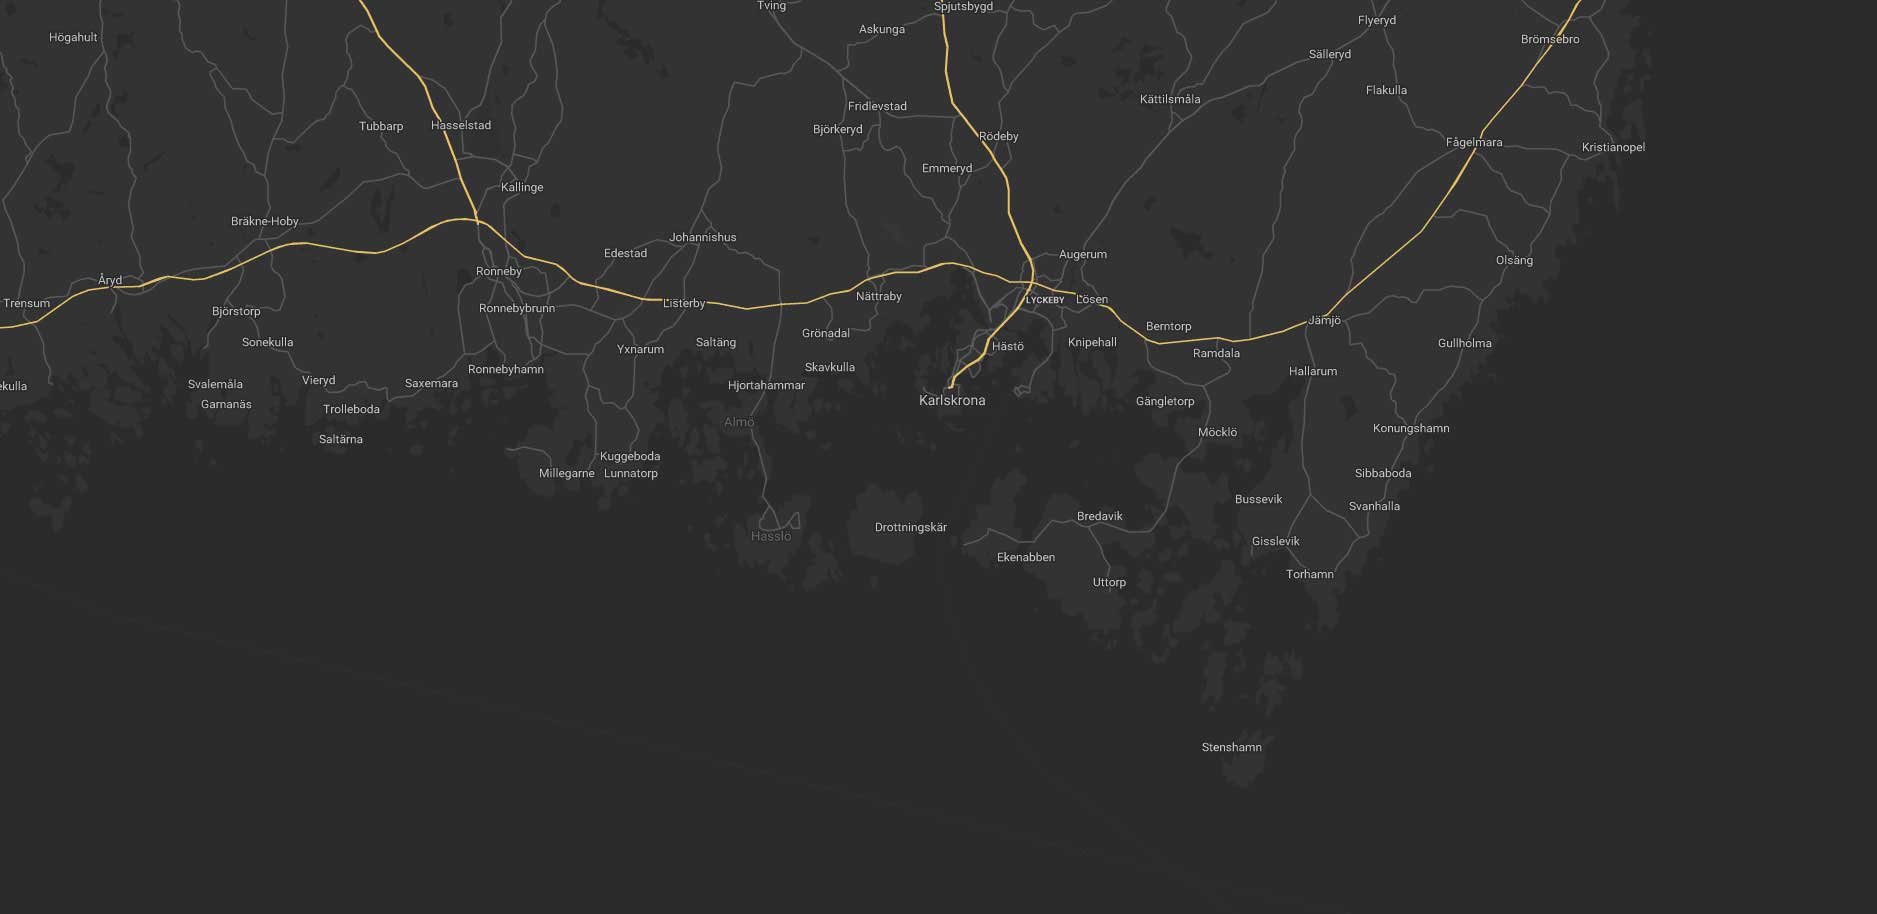 Tving
Spjutsbygd
Flyeryd
Askunga
Högahult
Brömsebro
Sälleryd
Flakulla
Kättilsmåla
Fridlevstad
Tubbarp
Hasselstad
Björkeryd
Rödeby
Fågelmara
Kristianopel
Emmeryd
Kallinge
Bräkne-Hoby
Johannishus
Edestad
Augerum
Olsäng
Ronneby
Åryd
Trensum
Nättraby
LYCKEBY
Lösen
Listerby
Ronnebybrunn
Björstorp
Jämjö
Berntorp
Grönadal
Sonekulla
Saltäng
Knipehall
Gullholma
Hästö
Yxnarum
Ramdala
Skavkulla
Ronnebyhamn
Hallarum
Vieryd
Svalemåla
Saxemara
Hjortahammar
ekulla
Karlskrona
Gängletorp
Garnanäs
Trolleboda
Almö
Konungshamn
Möcklö
Saltärna
Kuggeboda
Millegarne
Lunnatorp
Sibbaboda
Bussevik
Svanhalla
Bredavik
Drottningskär
Hasslö
Gisslevik
Ekenabben
Torhamn
Uttorp
Stenshamn